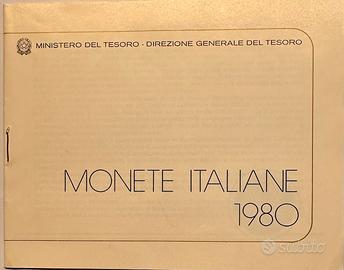 MINISTERO DEL TESORO - DIREZIONE GENERALE DEL TESORO
MONETE ITALIANE
1980
subito